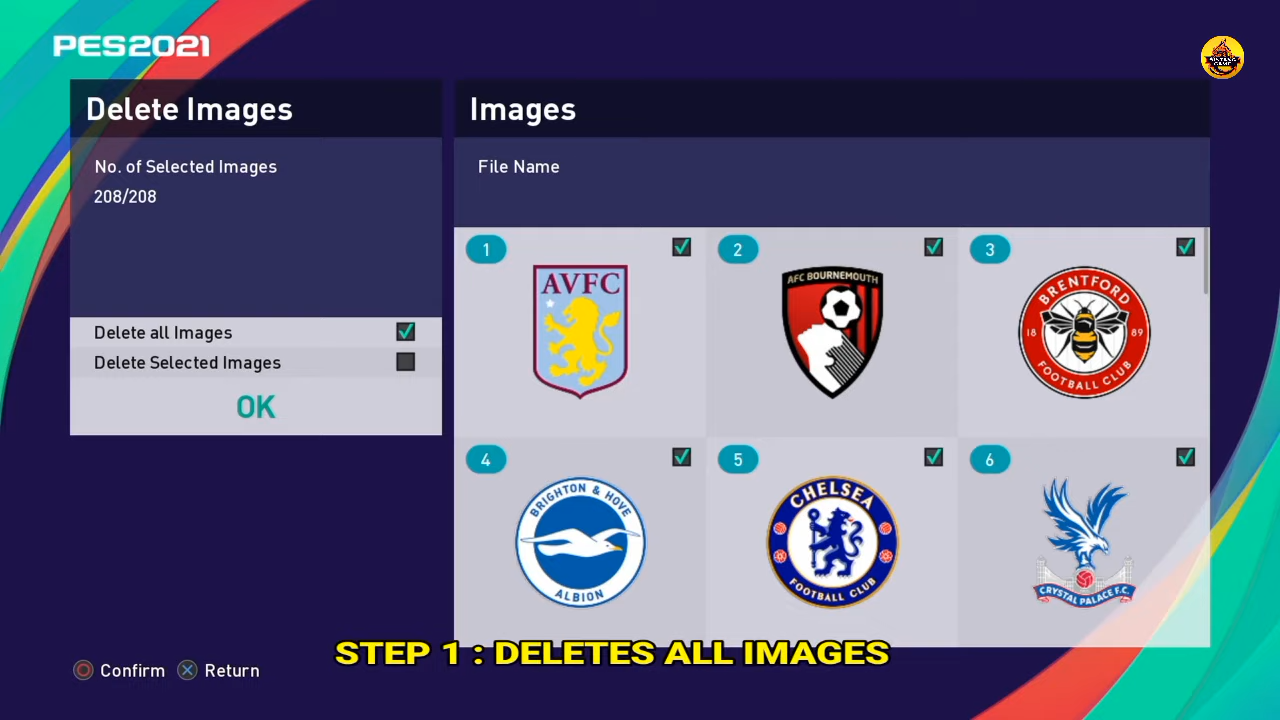 PES2021
Delete Images
No. of Selected Images
208/208
Delete all Images
Delete Selected Images
OK
Images
File Name
1
AVFC
2
AFC BOURNEMOUTH
3
BRENTFORD
18 89
FOOTBALL CLUB
4
BRIGHTON & HOVE
ALBION
5
CHELSEA
FOOTBALL CLUB
6
CRYSTAL PALACE F.C.
STEP 1 : DELETES ALL IMAGES
Confirm
Return